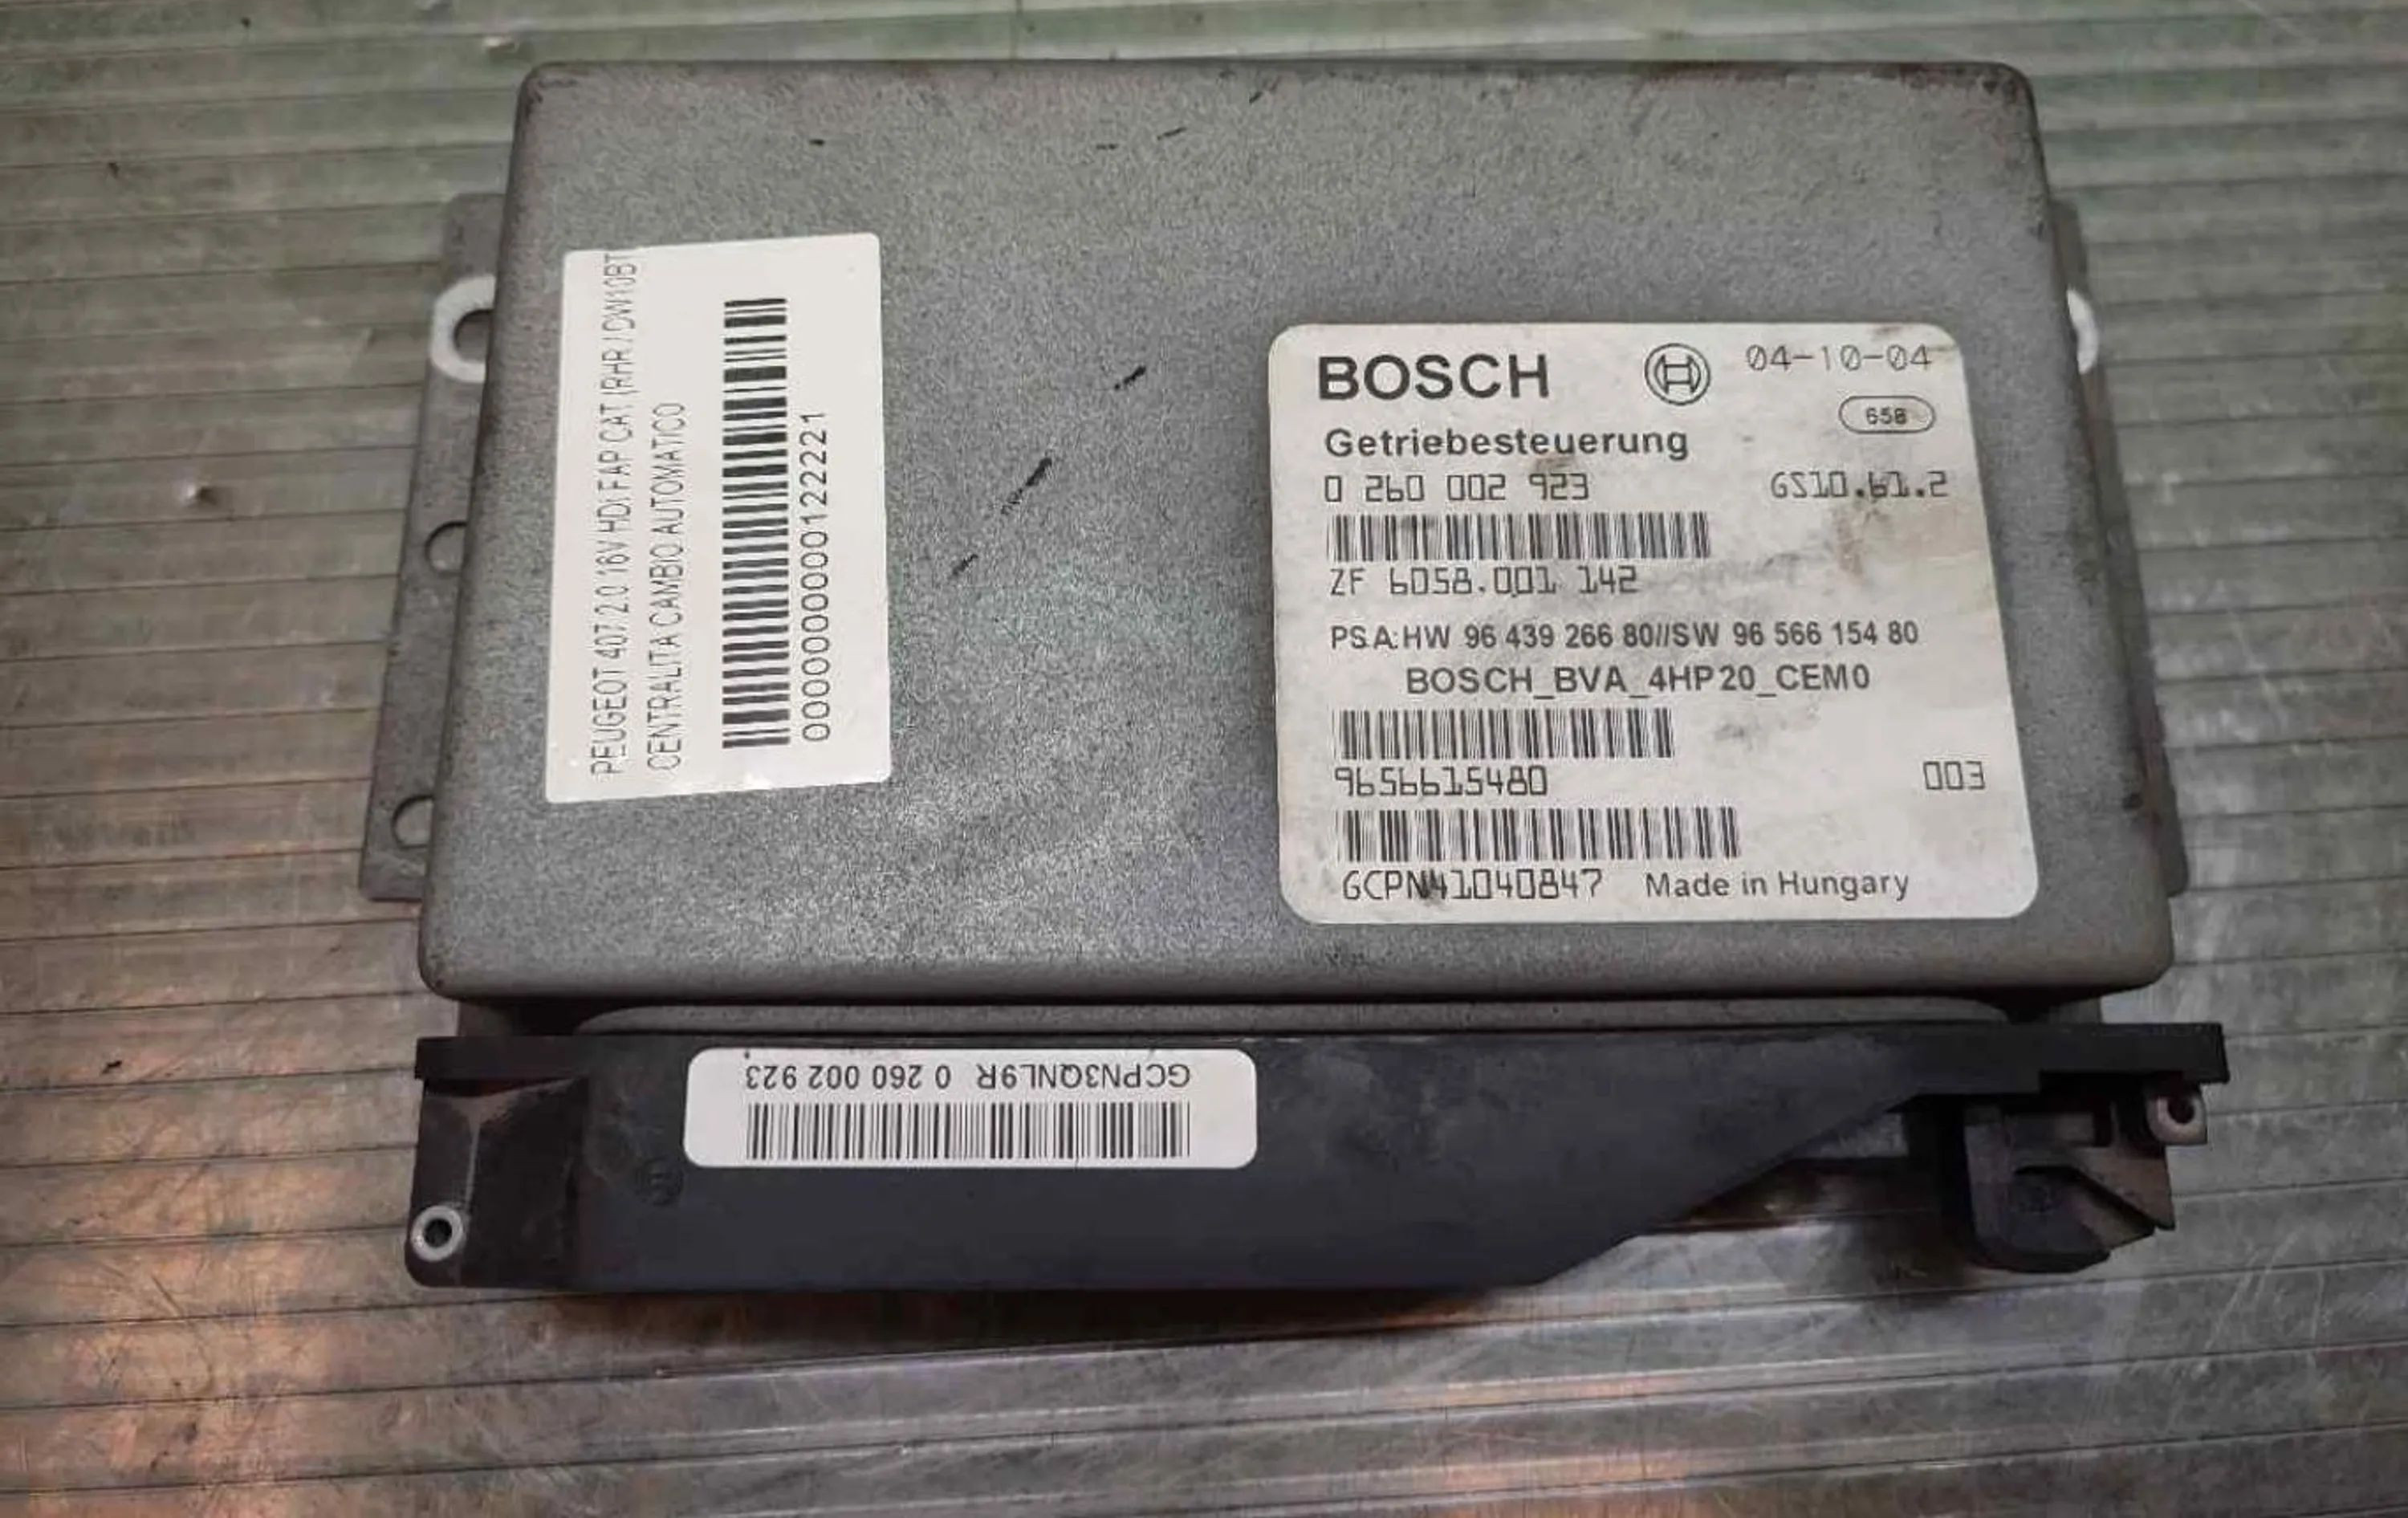 PEUGEOT 407 / 2.0 16V HDI FAP CAT (RHR / DW10BT
CENTRALITA CAMBIO AUTOMATICO
0000000000122221
BOSCH 04-10-04
658
Getriebesteuerung
0 260 002 923 GS10.61.2
ZF 6058.001 142
PSA:HW 96 439 266 80//SW 96 566 154 80
BOSCH_BVA_4HP20_CEM0
9656615480 003
GCPN41040847 Made in Hungary
GCPN3QNL9R 0 260 002 923